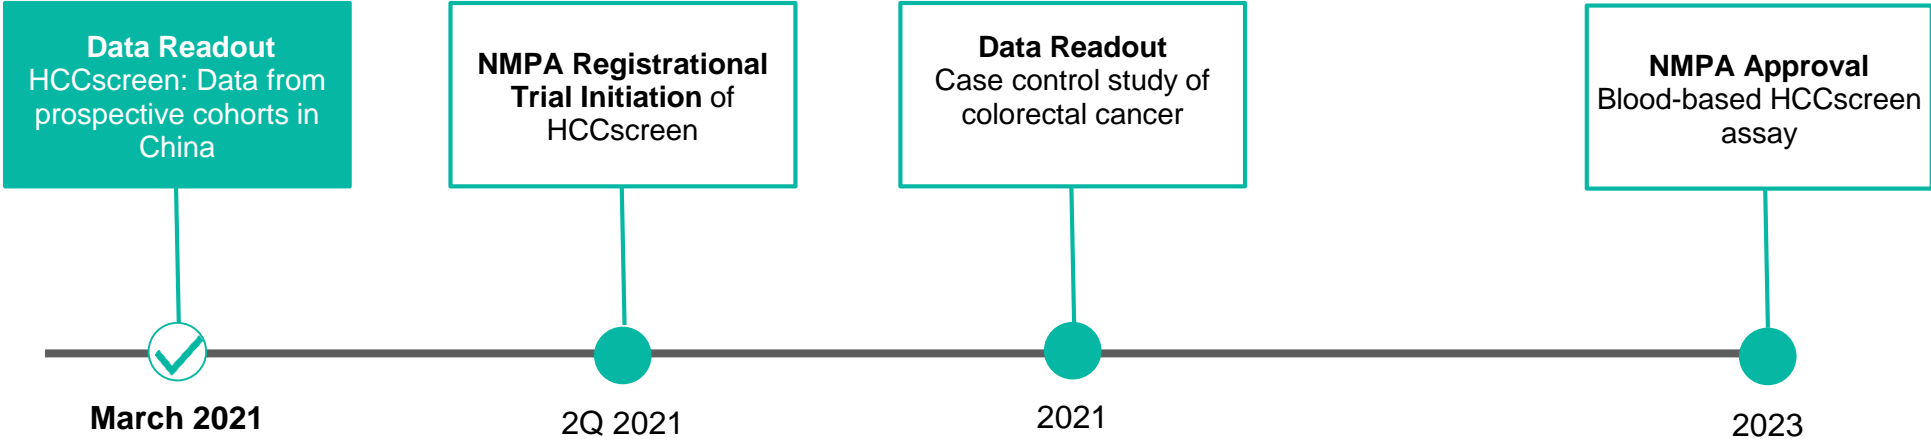 Data Readout
HCCscreen: Data from
prospective cohorts in
China
NMPA Registrational
Trial Initiation of
HCCscreen
Data Readout
Case control study of
colorectal cancer
NMPA Approval
Blood-based HCCscreen
assay
March 2021
2Q 2021
2021
2023